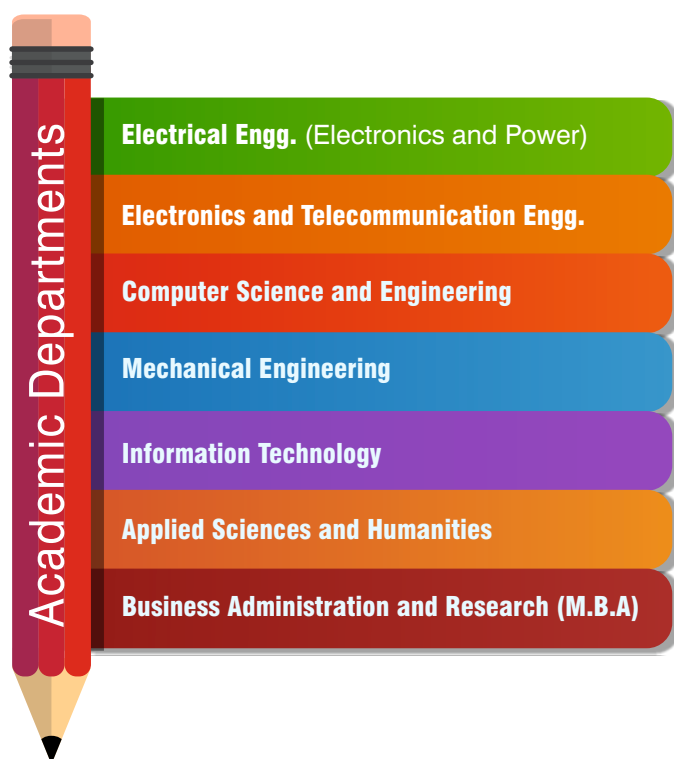 Academic Departments
Electrical Engg. (Electronics and Power)
Electronics and Telecommunication Engg.
Computer Science and Engineering
Mechanical Engineering
Information Technology
Applied Sciences and Humanities
Business Administration and Research (M.B.A)